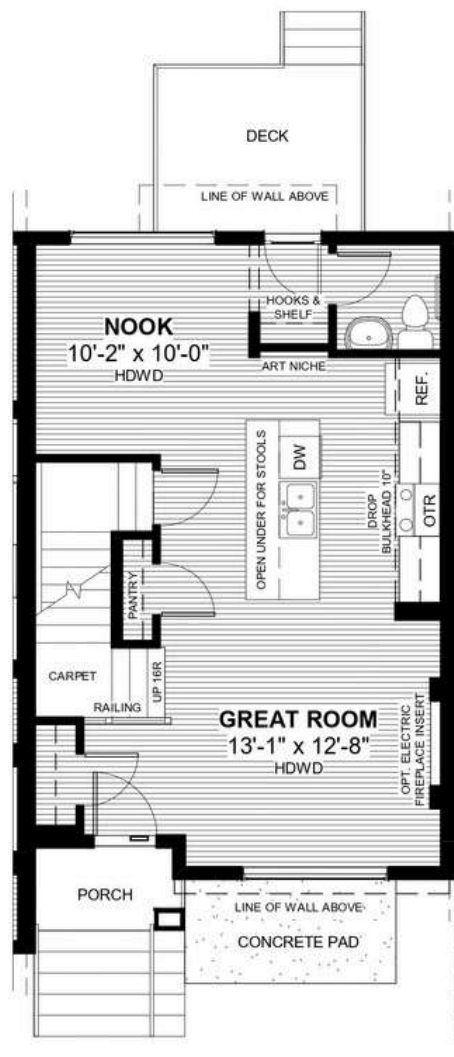 DECK
LINE OF WALL ABOVE
HOOKS &
SHELF
NOOK
10'-2" x 10'-0"
HDWD
ART NICHE
REF.
OPEN UNDER FOR STOOLS
DW
DROP
BULKHEAD 10"
OTR
PANTRY
CARPET
UP 16R
RAILING
GREAT ROOM
13'-1" x 12'-8"
HDWD
OPT. ELECTRIC
FIREPLACE INSERT
PORCH
LINE OF WALL ABOVE
CONCRETE PAD